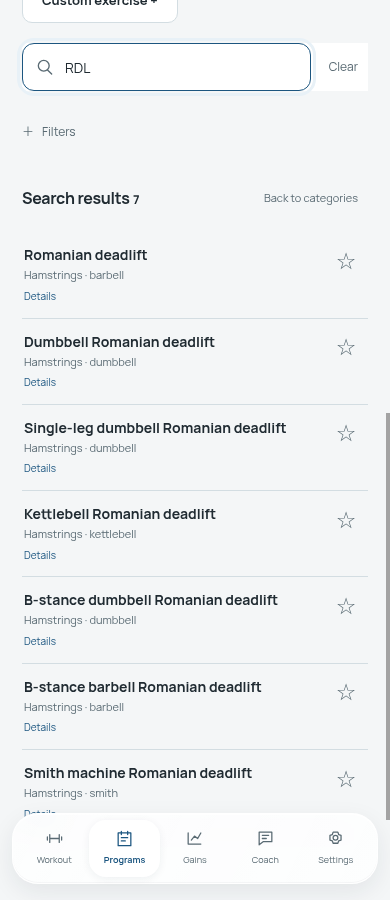 Custom exercise +
RDL
Clear
+ Filters
Search results 7
Back to categories
Romanian deadlift
Hamstrings · barbell
Details
Dumbbell Romanian deadlift
Hamstrings · dumbbell
Details
Single-leg dumbbell Romanian deadlift
Hamstrings · dumbbell
Details
Kettlebell Romanian deadlift
Hamstrings · kettlebell
Details
B-stance dumbbell Romanian deadlift
Hamstrings · dumbbell
Details
B-stance barbell Romanian deadlift
Hamstrings · barbell
Details
Smith machine Romanian deadlift
Hamstrings · smith
Details
Workout
Programs
Gains
Coach
Settings